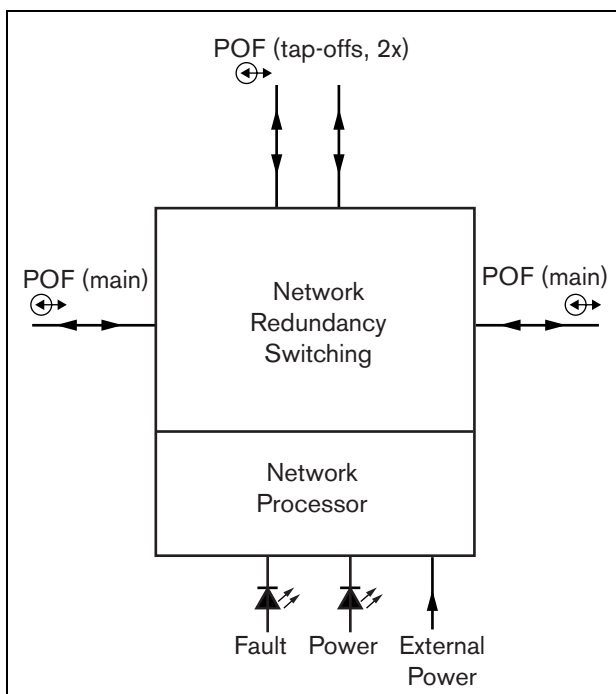 POF (tap-offs, 2x)
POF (main)
POF (main)
Network
Redundancy
Switching
Network
Processor
Fault
Power
External
Power